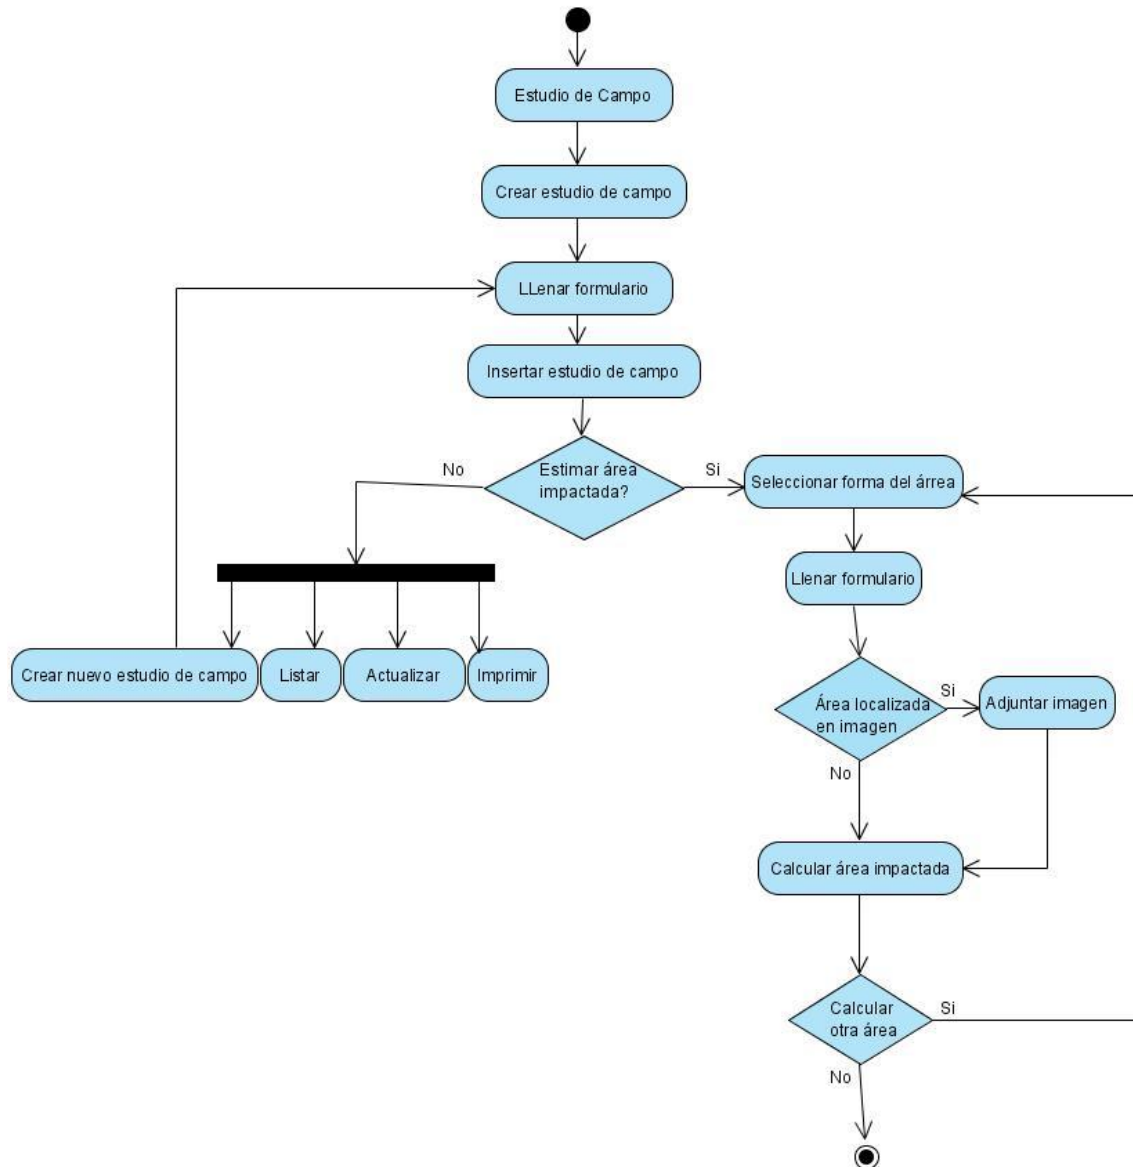 Estudio de Campo
Crear estudio de campo
LLenar formulario
Insertar estudio de campo
No
Estimar área
impactada?
Si
Seleccionar forma del árrea
Llenar formulario
Crear nuevo estudio de campo
Listar
Actualizar
Imprimir
Área localizada
en imagen
Si
Adjuntar imagen
No
Calcular área impactada
Calcular
otra área
Si
No